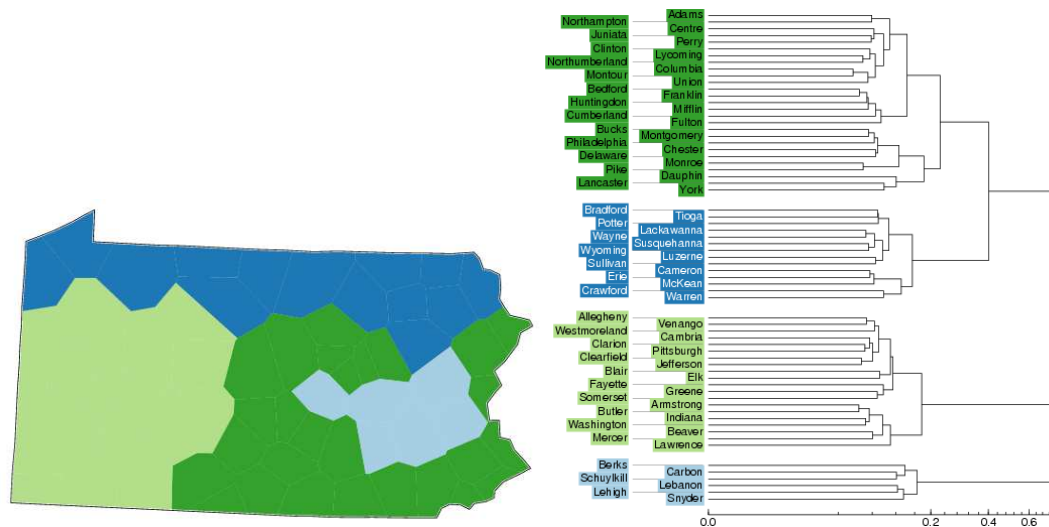 Adams
Northampton
Centre
Juniata
Perry
Clinton
Lycoming
Northumberland
Columbia
Montour
Union
Bedford
Franklin
Huntingdon
Mifflin
Cumberland
Fulton
Bucks
Montgomery
Philadelphia
Chester
Delaware
Monroe
Pike
Dauphin
Lancaster
York
Bradford
Tioga
Potter
Lackawanna
Wayne
Susquehanna
Wyoming
Luzerne
Sullivan
Cameron
Erie
McKean
Crawford
Warren
Allegheny
Venango
Westmoreland
Cambria
Clarion
Pittsburgh
Clearfield
Jefferson
Blair
Elk
Fayette
Greene
Somerset
Armstrong
Butler
Indiana
Washington
Beaver
Mercer
Lawrence
Berks
Carbon
Schuylkill
Lebanon
Lehigh
Snyder
0.0 0.2 0.4 0.6